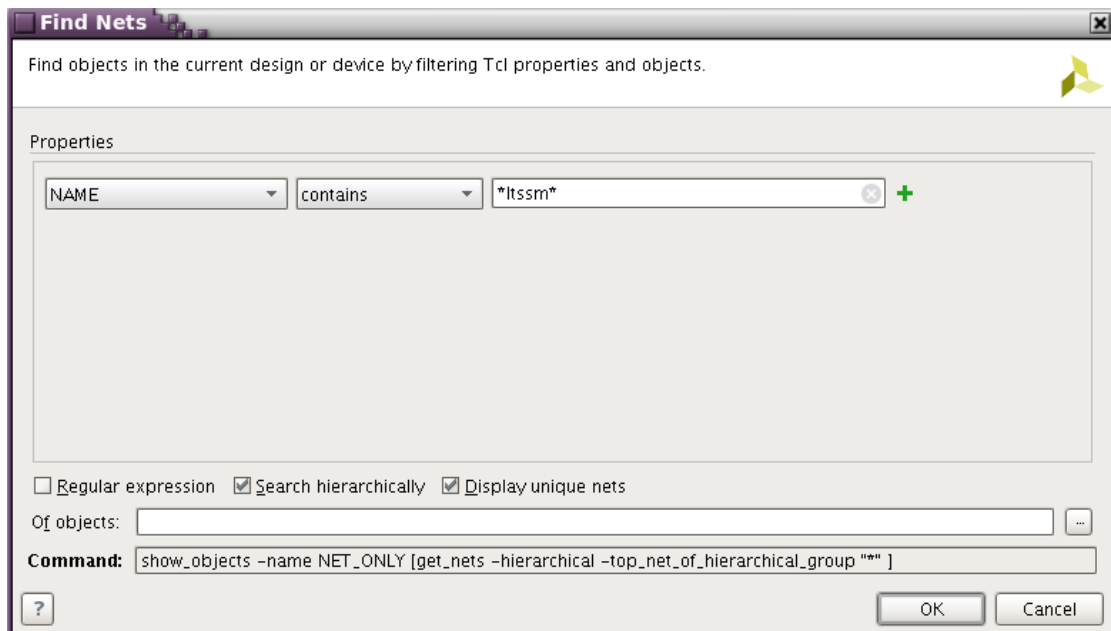 Find Nets
Find objects in the current design or device by filtering Tcl properties and objects.
Properties
NAME contains *ltssm* +
Regular expression Search hierarchically Display unique nets
Of objects: ...
Command: show_objects -name NET_ONLY [get_nets -hierarchical -top_net_of_hierarchical_group "*" ]
? OK Cancel